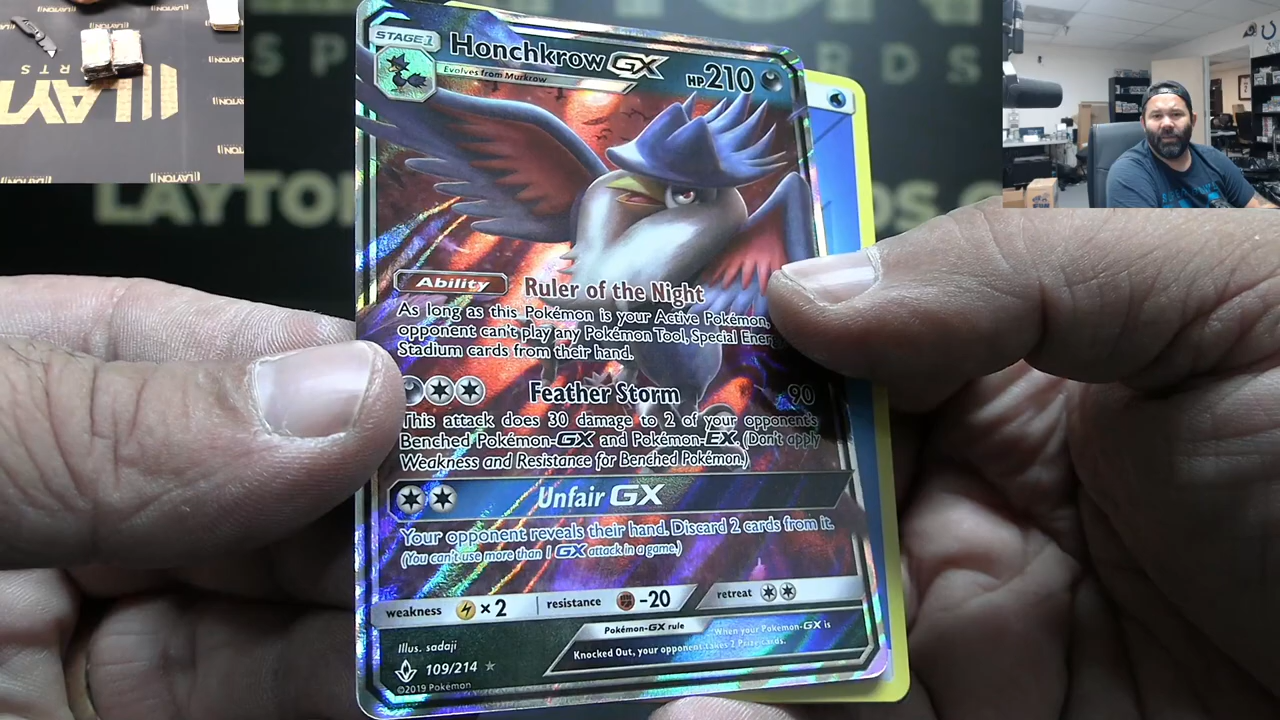 STAGE 1
Honchkrow GX
Evolves from Murkrow
HP 210
Ability Ruler of the Night
As long as this Pokémon is your Active Pokémon,
opponent can't play any Pokémon Tool, Special
Stadium cards from their hand.
Feather Storm 90
This attack does 30 damage to 2 of your opponent's
Benched Pokémon-GX and Pokémon-EX. (Don't apply
Weakness and Resistance for Benched Pokémon.)
Unfair GX
Your opponent reveals their hand. Discard 2 cards from it.
(You can't use more than 1 GX attack in a game.)
weakness ×2 resistance -20 retreat
Pokémon-GX rule
When your Pokémon-GX is
Knocked Out, your opponent takes 2 Prize cards.
Illus. sadaji
109/214
©2019 Pokémon
LAYTON
LAYTON